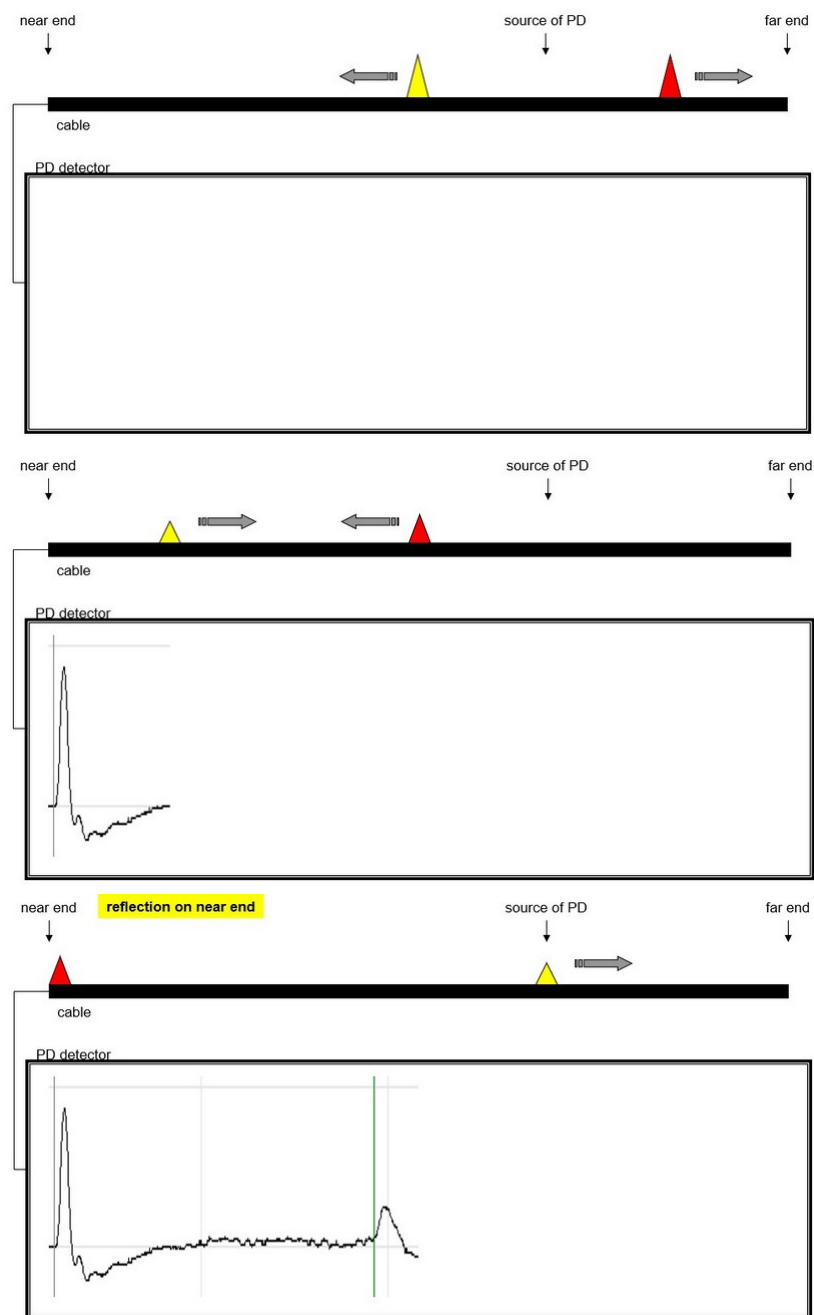 near end source of PD far end
cable
PD detector
near end source of PD far end
cable
PD detector
near end reflection on near end source of PD far end
cable
PD detector